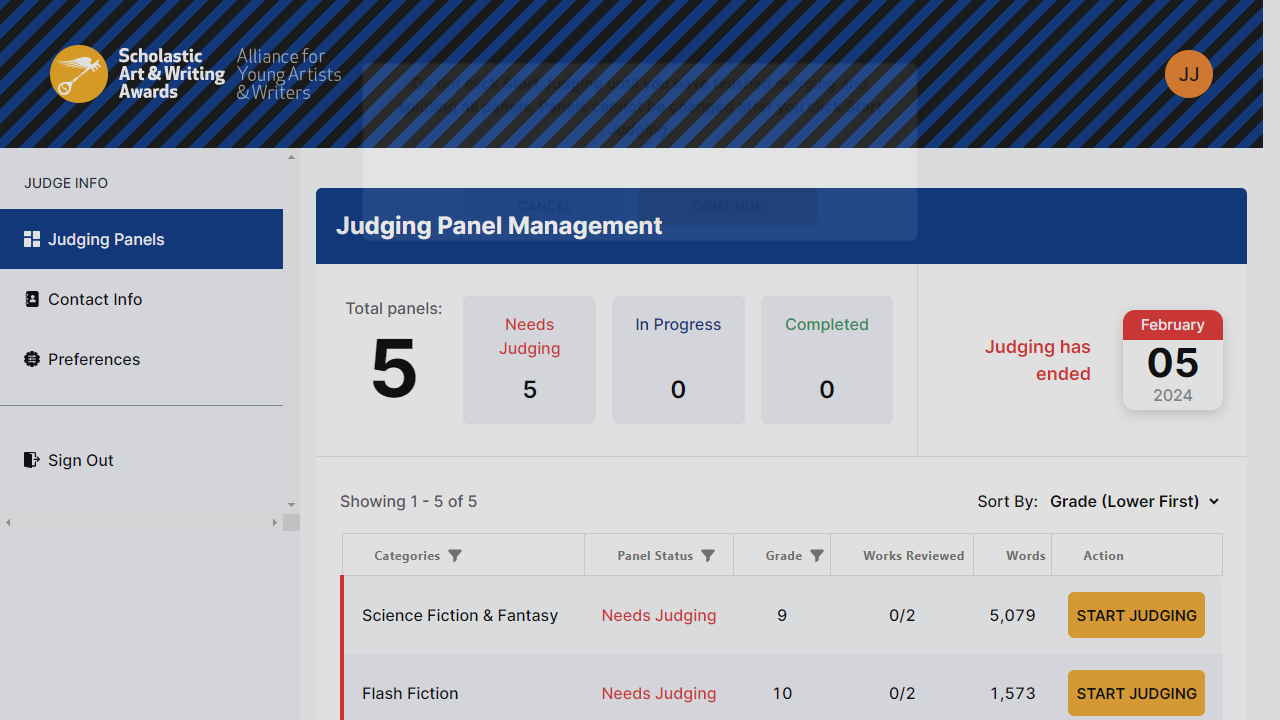 Scholastic
Art & Writing
Awards
Alliance for
Young Artists
& Writers
JJ
JUDGE INFO
Judging Panels
Contact Info
Preferences
Sign Out
CANCEL
CONTINUE
Judging Panel Management
Total panels:
5
Needs
Judging
5
In Progress
0
Completed
0
Judging has
ended
February
05
2024
Showing 1 - 5 of 5
Sort By: Grade (Lower First)
Categories Panel Status Grade Works Reviewed Words Action
Science Fiction & Fantasy Needs Judging 9 0/2 5,079 START JUDGING
Flash Fiction Needs Judging 10 0/2 1,573 START JUDGING